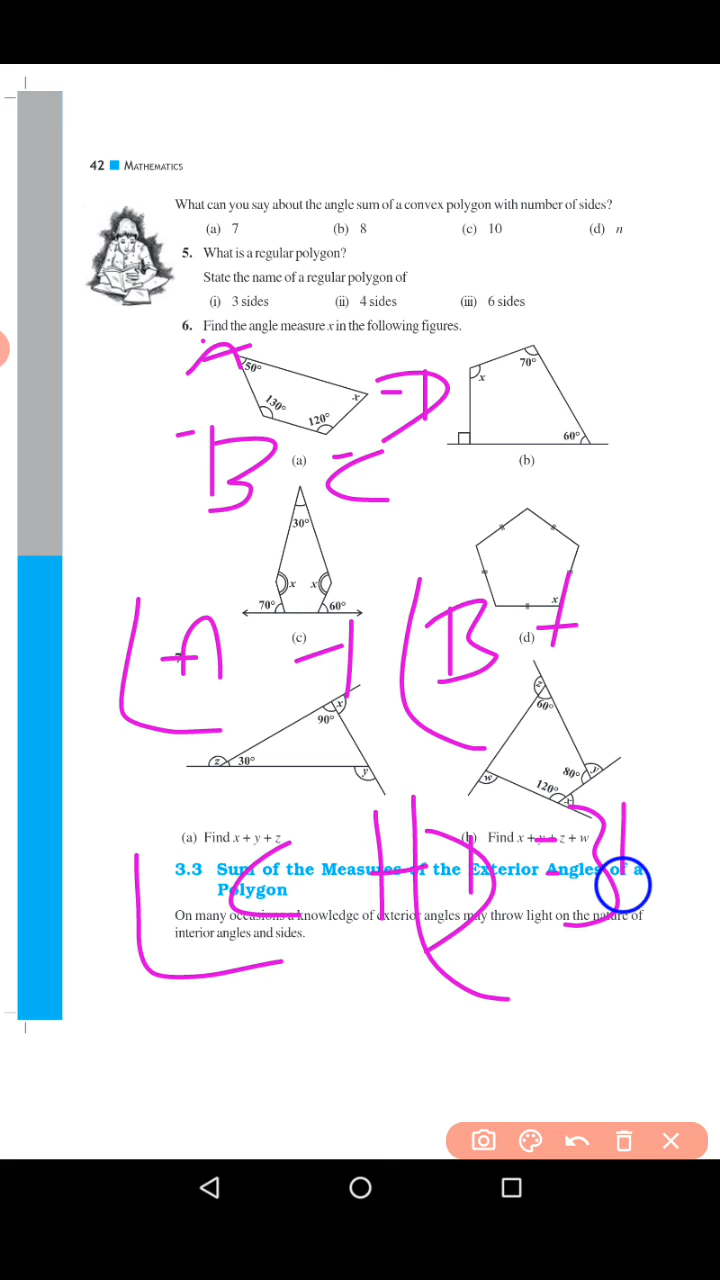 42 MATHEMATICS
What can you say about the angle sum of a convex polygon with number of sides?
(a) 7 (b) 8 (c) 10 (d) n
5. What is a regular polygon?
State the name of a regular polygon of
(i) 3 sides (ii) 4 sides (iii) 6 sides
6. Find the angle measure x in the following figures.
A
50° 70°
x x
130° -D
120° 60°
B C
(a) (b)
30°
x x x
70° 60°
(c) (d)
LA B
z
x 60°
90°
z 30° 80° y
y w 120° x
(a) Find x + y + z (b) Find x + y + z + w
3.3 Sum of the Measures of the Exterior Angles of a
Polygon
LC D
On many occasions a knowledge of exterior angles may throw light on the nature of
interior angles and sides.